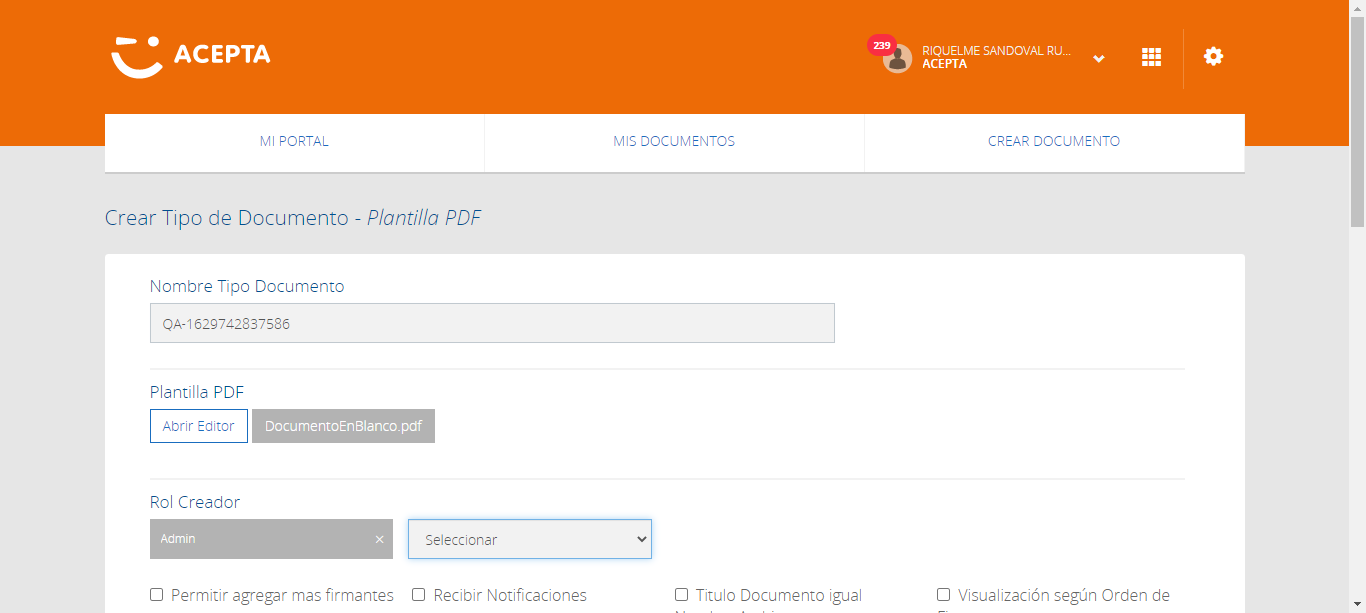 ACEPTA
239
RIQUELME SANDOVAL RU...
ACEPTA
MI PORTAL
MIS DOCUMENTOS
CREAR DOCUMENTO
Crear Tipo de Documento - Plantilla PDF
Nombre Tipo Documento
QA-1629742837586
Plantilla PDF
Abrir Editor
DocumentoEnBlanco.pdf
Rol Creador
Admin ×
Seleccionar
Permitir agregar mas firmantes
Recibir Notificaciones
Titulo Documento igual
Visualización según Orden de